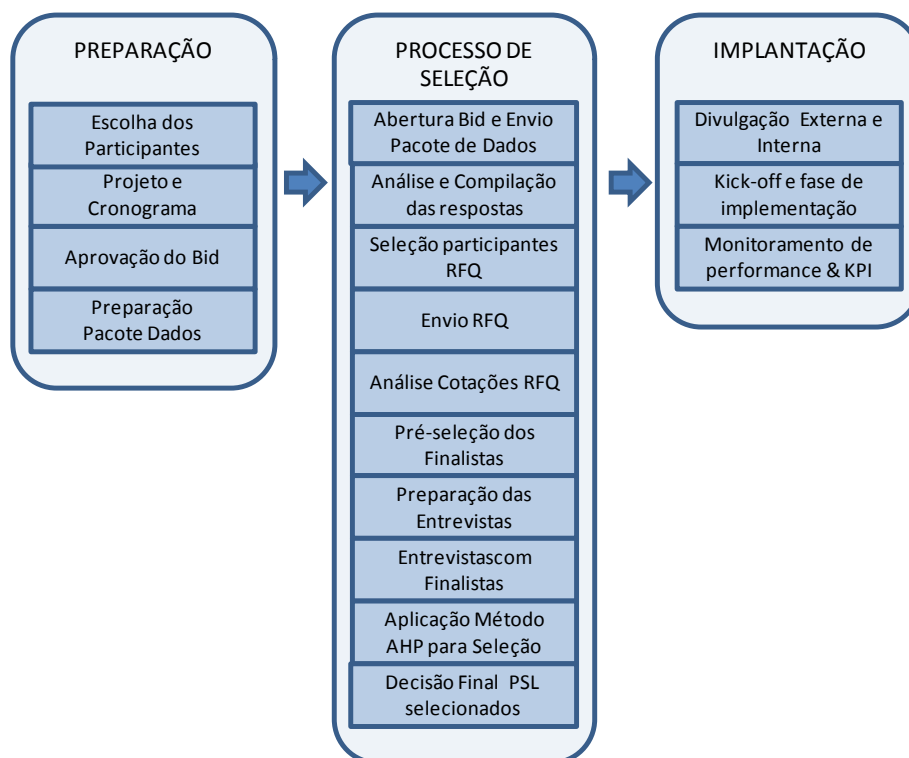 PREPARAÇÃO
Escolha dos
Participantes
Projeto e
Cronograma
Aprovação do Bid
Preparação
Pacote Dados
PROCESSO DE
SELEÇÃO
Abertura Bid e Envio
Pacote de Dados
Análise e Compilação
das respostas
Seleção participantes
RFQ
Envio RFQ
Análise Cotações RFQ
Pré-seleção dos
Finalistas
Preparação das
Entrevistas
Entrevistascom
Finalistas
Aplicação Método
AHP para Seleção
Decisão Final PSL
selecionados
IMPLANTAÇÃO
Divulgação Externa e
Interna
Kick-off e fase de
implementação
Monitoramento de
performance & KPI